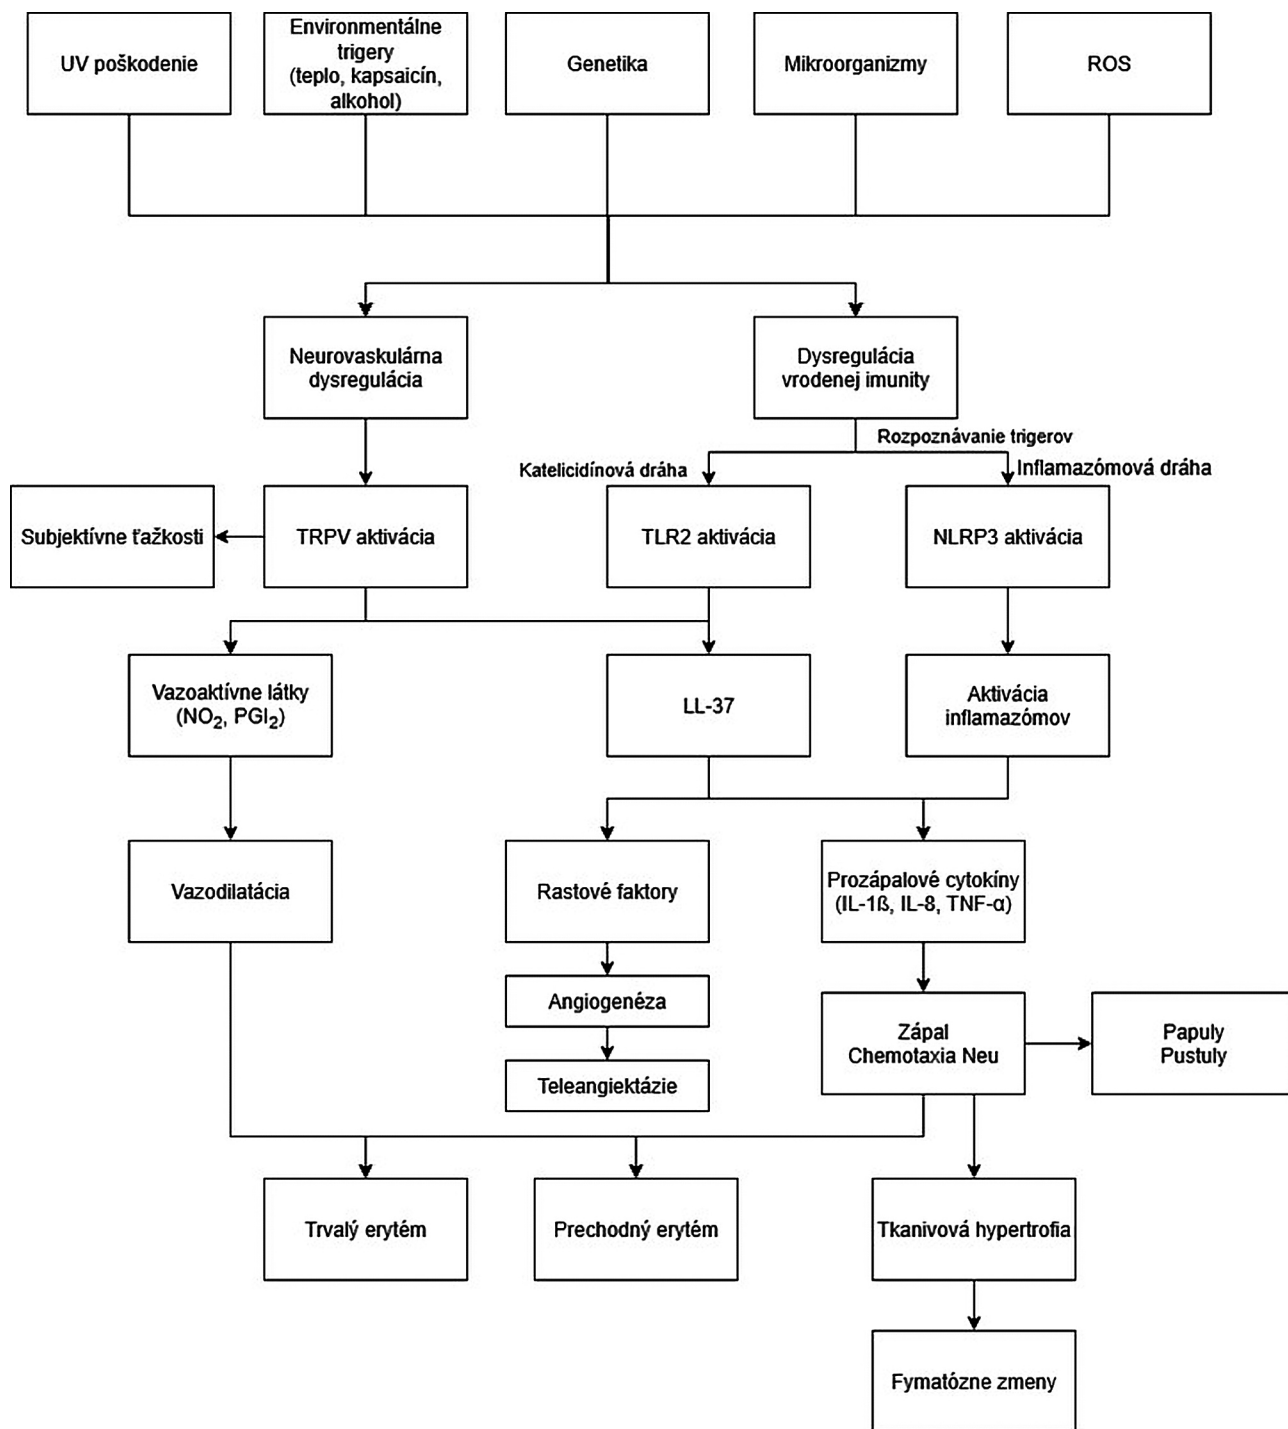 UV poškodenie
Environmentálne
trigery
(teplo, kapsaicín,
alkohol)
Genetika
Mikroorganizmy
ROS
Neurovaskulárna
dysregulácia
Dysregulácia
vrodenej imunity
Rozpoznávanie trigerov
Katelicidínová dráha
Inflamazómová dráha
Subjektívne ťažkosti
TRPV aktivácia
TLR2 aktivácia
NLRP3 aktivácia
Vazoaktívne látky
(NO₂, PGI₂)
LL-37
Aktivácia
inflamazómov
Vazodilatácia
Rastové faktory
Prozápalové cytokíny
(IL-1ß, IL-8, TNF-α)
Angiogenéza
Zápal
Chemotaxia Neu
Papuly
Pustuly
Teleangiektázie
Trvalý erytém
Prechodný erytém
Tkanivová hypertrofia
Fymatózne zmeny